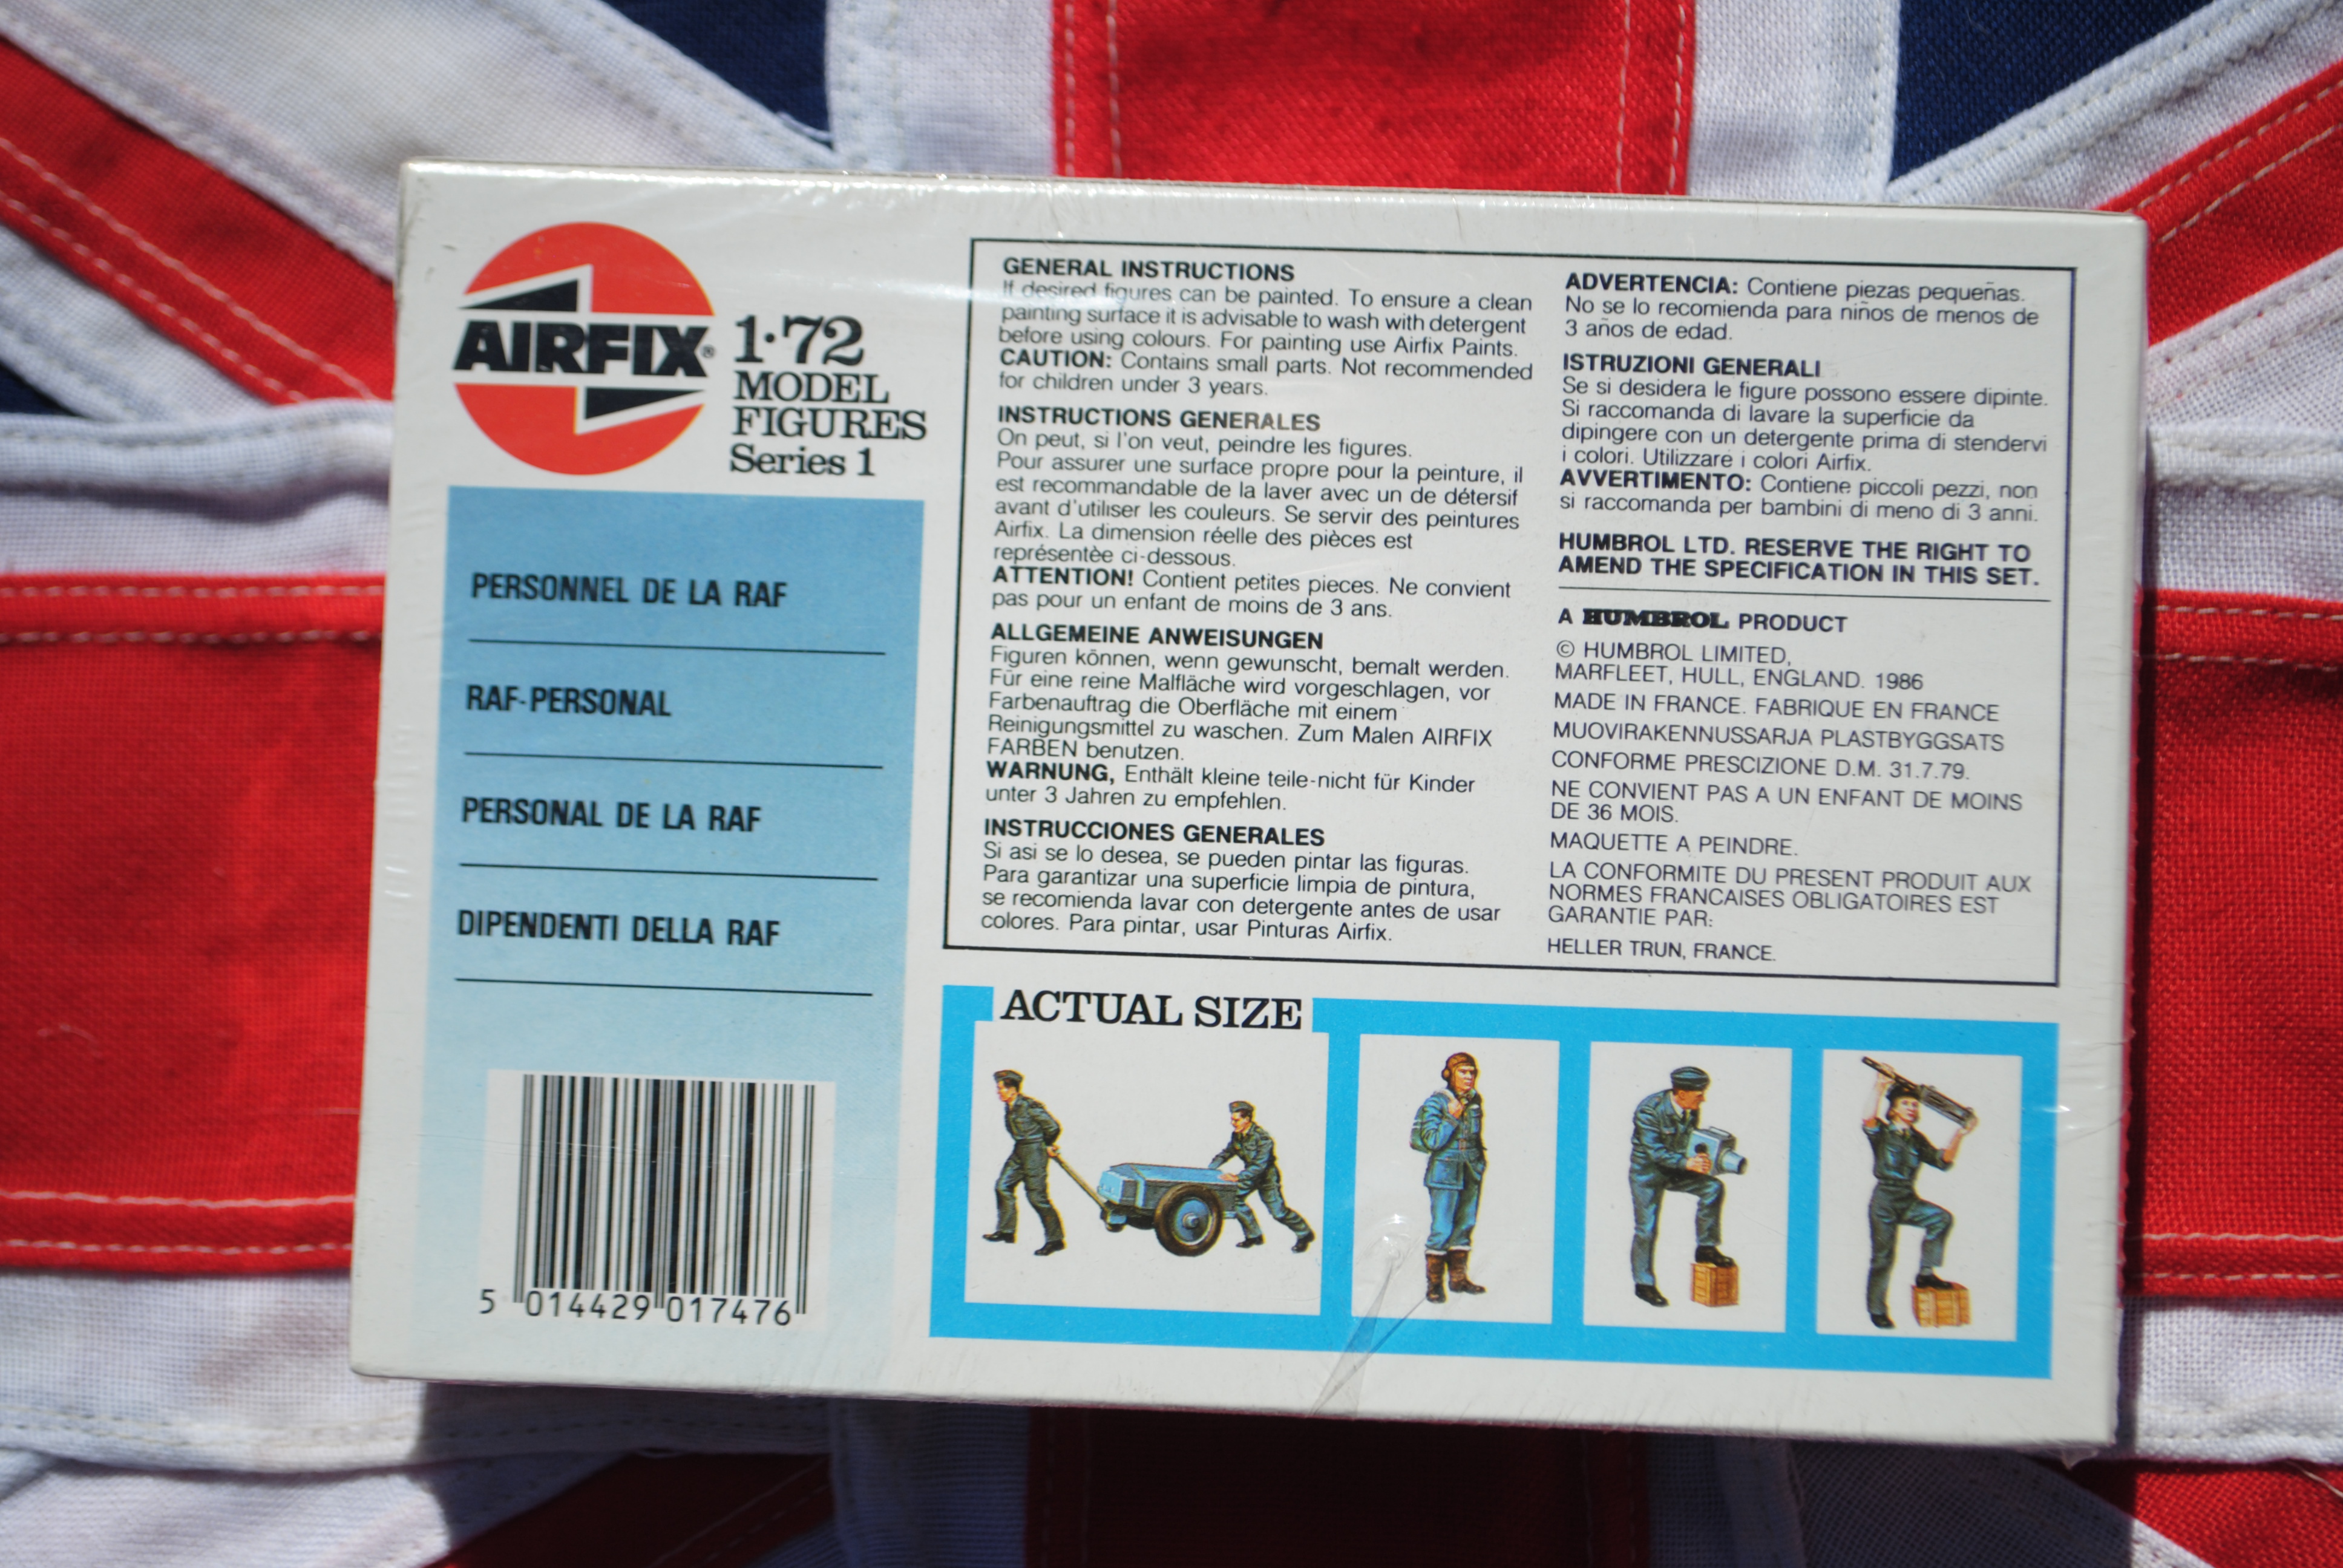 AIRFIX®
1·72
MODEL
FIGURES
Series 1
PERSONNEL DE LA RAF
RAF-PERSONAL
PERSONAL DE LA RAF
DIPENDENTI DELLA RAF
5 014429 017476
GENERAL INSTRUCTIONS
If desired figures can be painted. To ensure a clean
painting surface it is advisable to wash with detergent
before using colours. For painting use Airfix Paints.
CAUTION: Contains small parts. Not recommended
for children under 3 years.
INSTRUCTIONS GENERALES
On peut, si l'on veut, peindre les figures.
Pour assurer une surface propre pour la peinture, il
est recommandable de la laver avec un de détersif
avant d'utiliser les couleurs. Se servir des peintures
Airfix. La dimension réelle des pièces est
représentèe ci-dessous.
ATTENTION! Contient petites pieces. Ne convient
pas pour un enfant de moins de 3 ans.
ALLGEMEINE ANWEISUNGEN
Figuren können, wenn gewunscht, bemalt werden.
Für eine reine Malfläche wird vorgeschlagen, vor
Farbenauftrag die Oberfläche mit einem
Reinigungsmittel zu waschen. Zum Malen AIRFIX
FARBEN benutzen.
WARNUNG, Enthält kleine teile-nicht für Kinder
unter 3 Jahren zu empfehlen.
INSTRUCCIONES GENERALES
Si asi se lo desea, se pueden pintar las figuras.
Para garantizar una superficie limpia de pintura,
se recomienda lavar con detergente antes de usar
colores. Para pintar, usar Pinturas Airfix.
ADVERTENCIA: Contiene piezas pequeñas.
No se lo recomienda para niños de menos de
3 años de edad.
ISTRUZIONI GENERALI
Se si desidera le figure possono essere dipinte.
Si raccomanda di lavare la superficie da
dipingere con un detergente prima di stendervi
i colori. Utilizzare i colori Airfix.
AVVERTIMENTO: Contiene piccoli pezzi, non
si raccomanda per bambini di meno di 3 anni.
HUMBROL LTD. RESERVE THE RIGHT TO
AMEND THE SPECIFICATION IN THIS SET.
A HUMBROL PRODUCT
© HUMBROL LIMITED,
MARFLEET, HULL, ENGLAND. 1986
MADE IN FRANCE. FABRIQUE EN FRANCE
MUOVIRAKENNUSSARJA PLASTBYGGSATS
CONFORME PRESCIZIONE D.M. 31.7.79.
NE CONVIENT PAS A UN ENFANT DE MOINS
DE 36 MOIS.
MAQUETTE A PEINDRE.
LA CONFORMITE DU PRESENT PRODUIT AUX
NORMES FRANCAISES OBLIGATOIRES EST
GARANTIE PAR:
HELLER TRUN, FRANCE.
ACTUAL SIZE